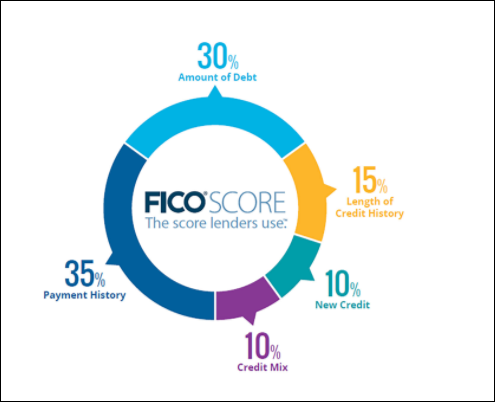 30%
Amount of Debt
15%
Length of
Credit History
FICO® SCORE
The score lenders use.™
35%
Payment History
10%
New Credit
10%
Credit Mix